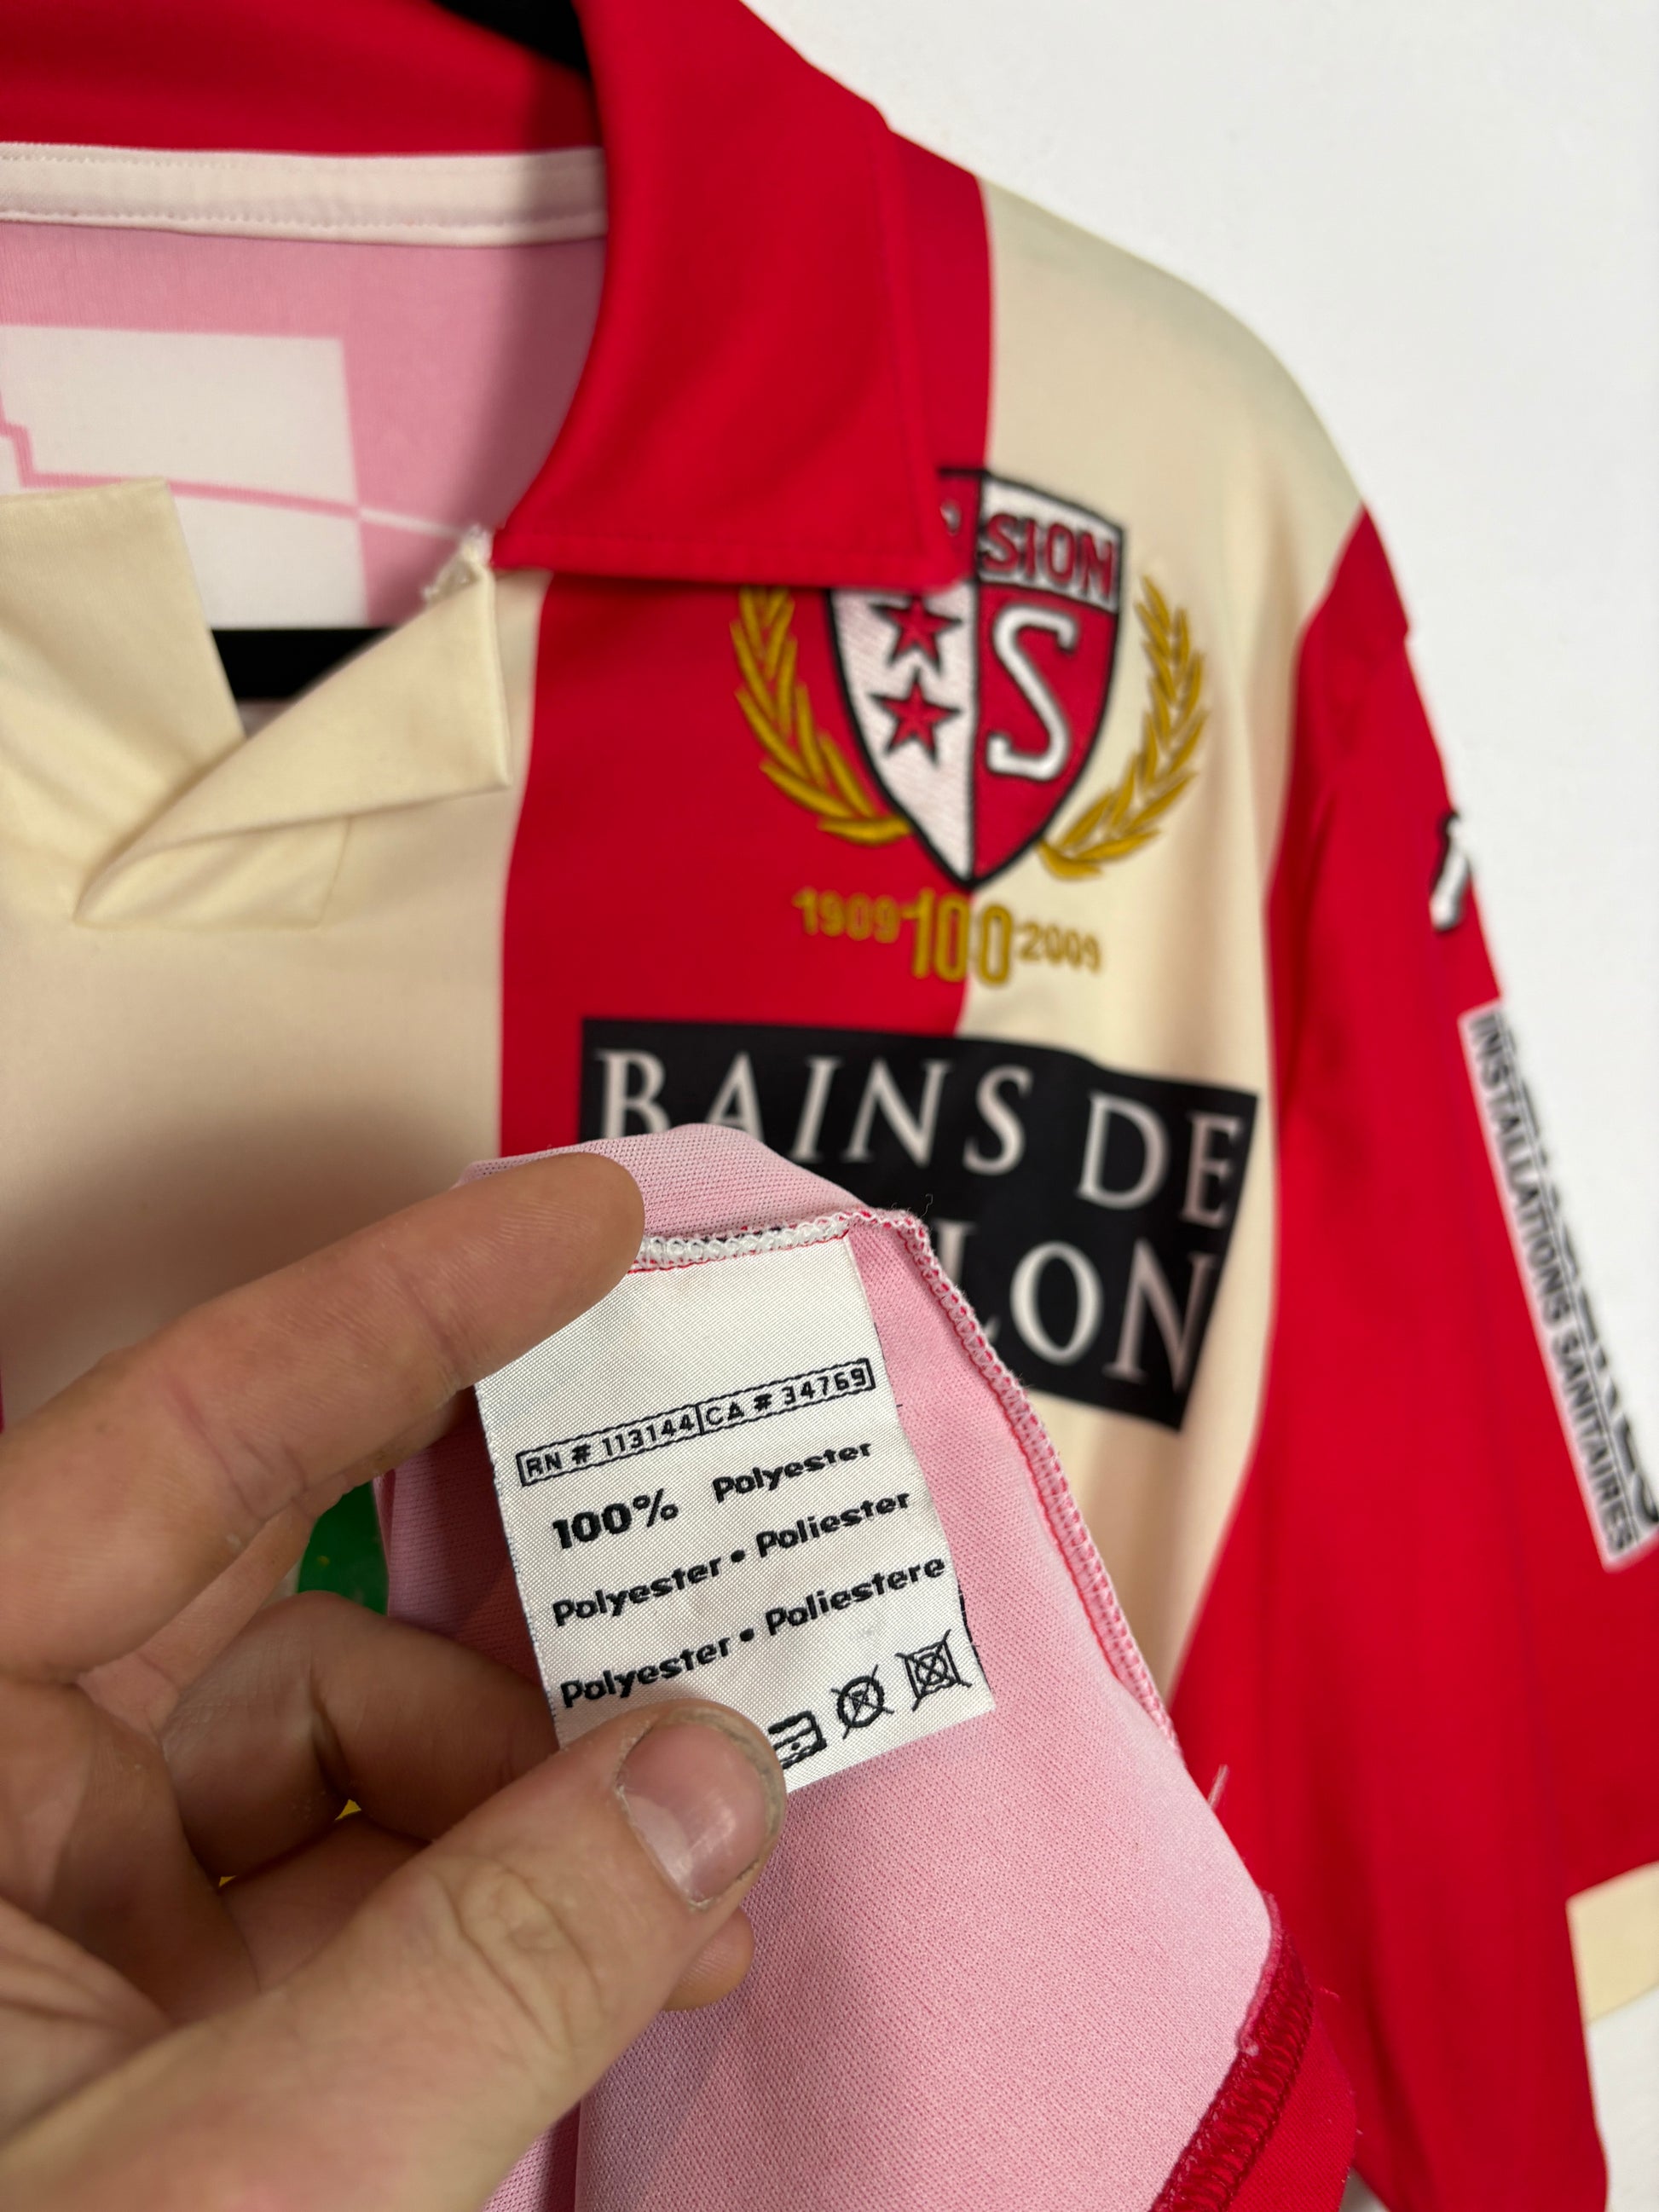 SION
S
1909 100 2009
BAINS DE
LON
RN # 113144 CA # 34769
100% Polyester
Polyester • Poliester
Polyester • Poliestere
INSTALLATIONS SANITAIRES